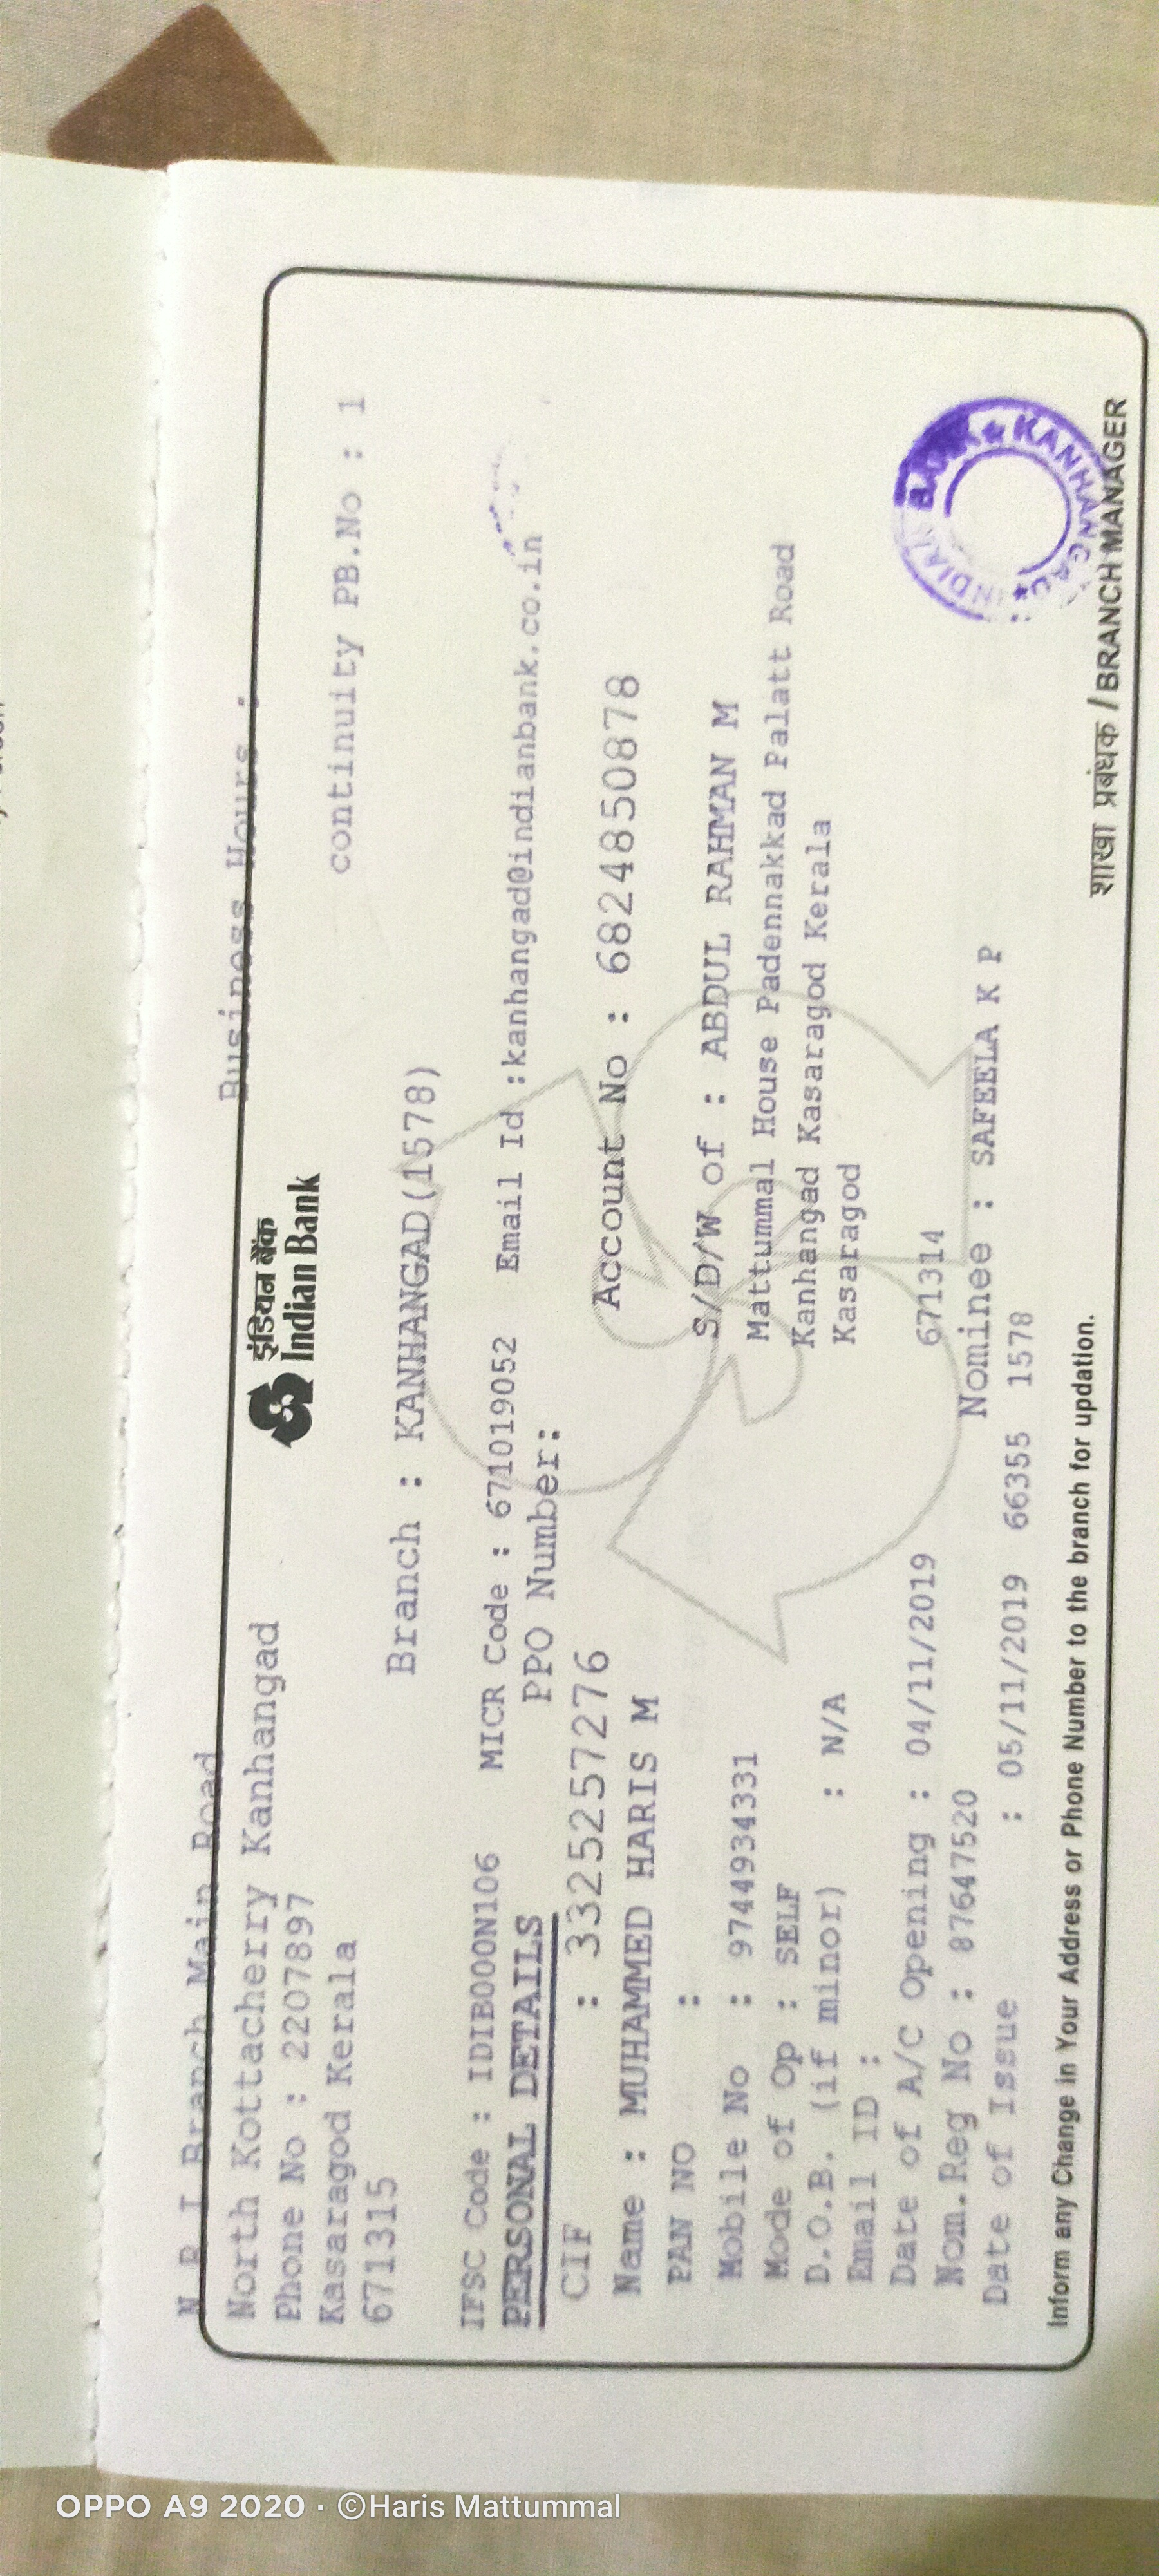 N R I Branch Main Road
Business Hours :
North Kottacherry Kanhangad
Phone No : 2207897
Kasaragod Kerala
671315
इंडियन बैंक
Indian Bank
continuity PB.No : 1
Branch : KANHANGAD(1578)
IFSC Code : IDIB000N106 MICR Code : 671019052 Email Id :kanhangad@indianbank.co.in
PERSONAL DETAILS PPO Number:
CIF : 3325257276 Account No : 6824850878
Name : MUHAMMED HARIS M
PAN NO : S/D/W of : ABDUL RAHMAN M
Mobile No : 9744934331 Mattummal House Padennakkad Palatt Road
Mode of Op : SELF Kanhangad Kasaragod Kerala
D.O.B. (if minor) : N/A Kasaragod
Email ID :
Date of A/C Opening : 04/11/2019 671314
Nom.Reg No : 87647520 Nominee : SAFEELA K P
Date of Issue : 05/11/2019 66355 1578
Inform any Change in Your Address or Phone Number to the branch for updation.
INDIAN BANK ★ KANHANGAD ★
शाखा प्रबंधक / BRANCH MANAGER
OPPO A9 2020 · ©Haris Mattummal